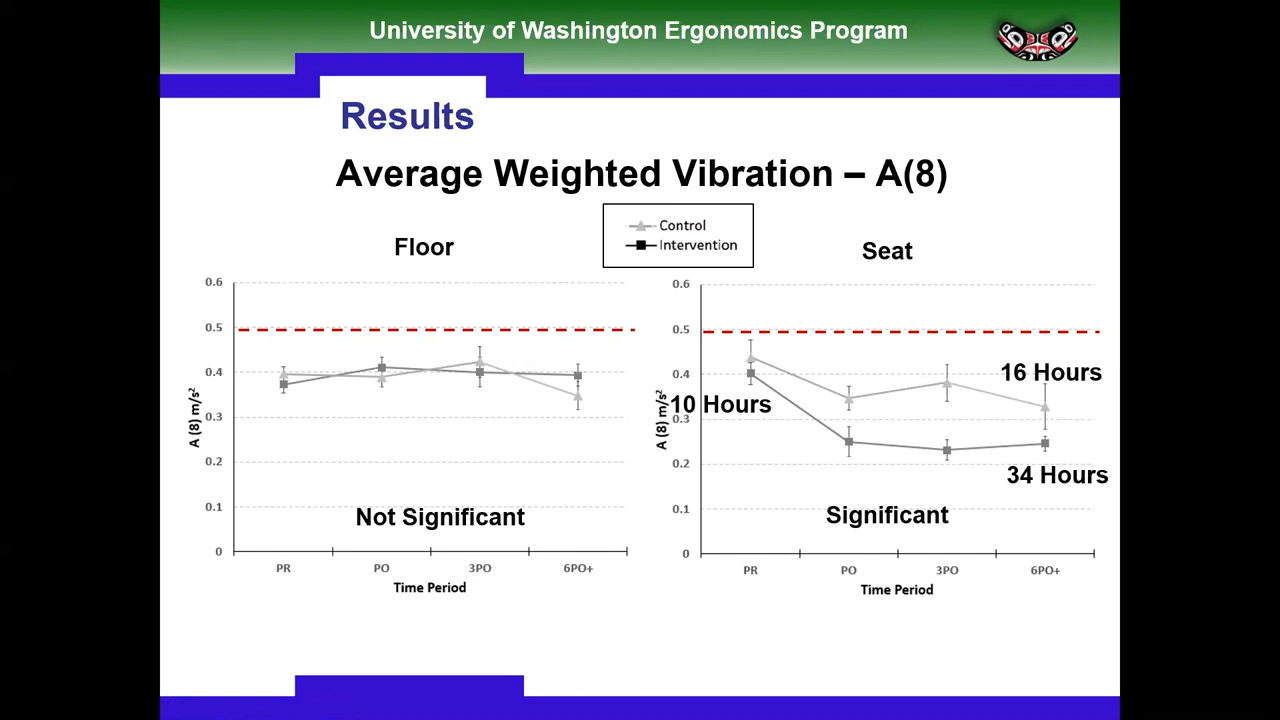 University of Washington Ergonomics Program
Results
Average Weighted Vibration – A(8)
Control
Intervention
Floor
0.6
0.5
0.4
0.3
0.2
0.1
0
A (8) m/s²
Not Significant
PR PO 3PO 6PO+
Time Period
Seat
0.6
0.5
0.4
0.3
0.2
0.1
0
A (8) m/s²
16 Hours
10 Hours
34 Hours
Significant
PR PO 3PO 6PO+
Time Period